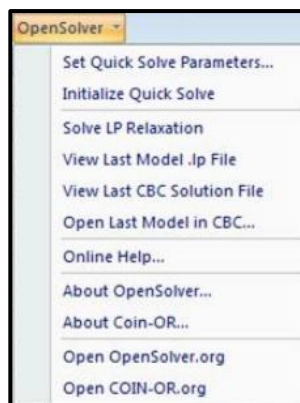 OpenSolver
Set Quick Solve Parameters...
Initialize Quick Solve
Solve LP Relaxation
View Last Model .lp File
View Last CBC Solution File
Open Last Model in CBC...
Online Help...
About OpenSolver...
About Coin-OR...
Open OpenSolver.org
Open COIN-OR.org